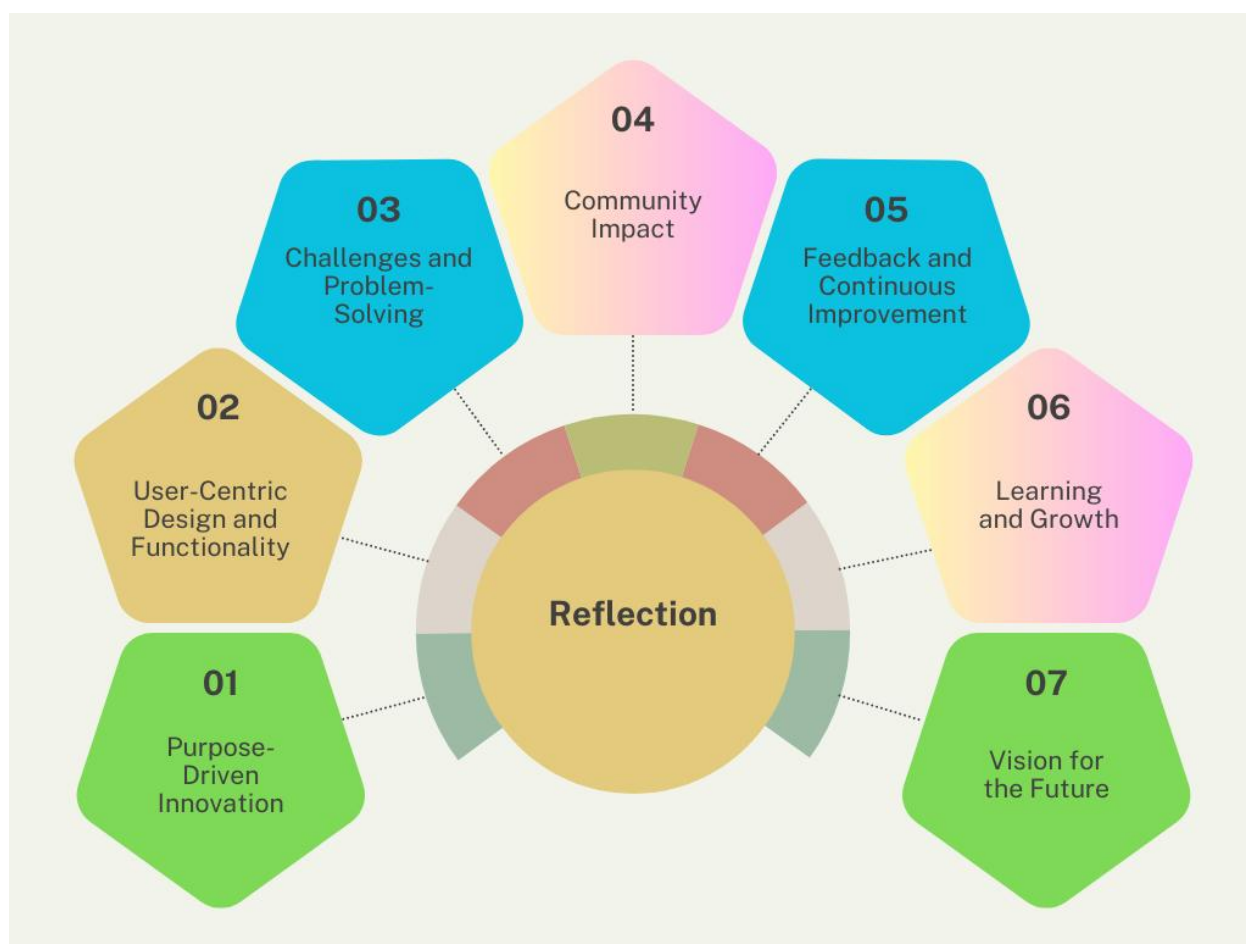 01
Purpose-
Driven
Innovation
02
User-Centric
Design and
Functionality
03
Challenges and
Problem-
Solving
04
Community
Impact
05
Feedback and
Continuous
Improvement
06
Learning
and Growth
07
Vision for
the Future
Reflection